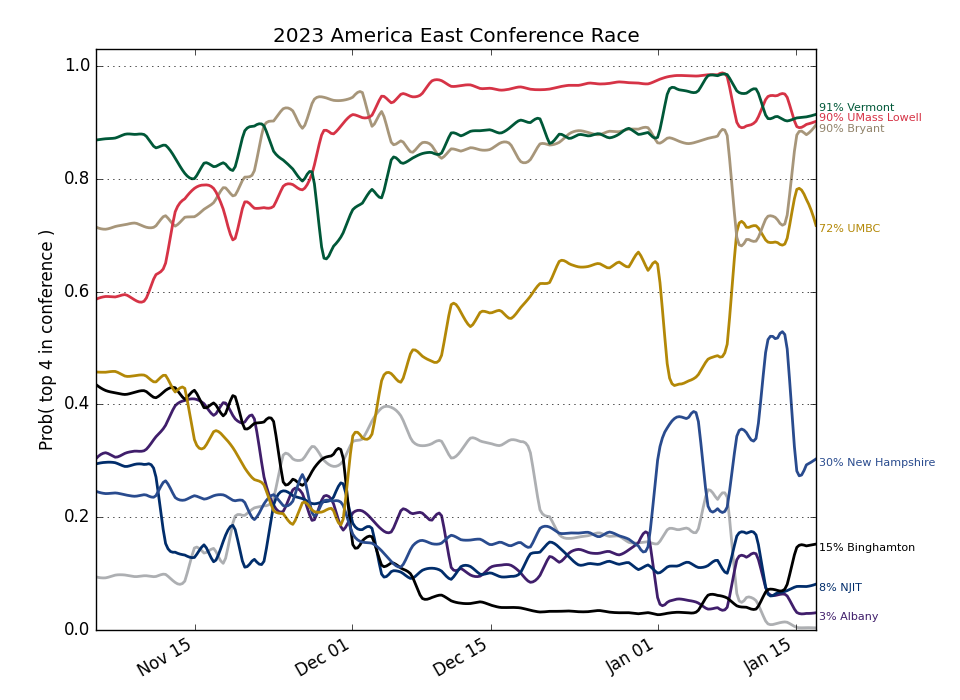 2023 America East Conference Race
Prob( top 4 in conference )
1.0
0.8
0.6
0.4
0.2
0.0
Nov 15
Dec 01
Dec 15
Jan 01
Jan 15
91% Vermont
90% UMass Lowell
90% Bryant
72% UMBC
30% New Hampshire
15% Binghamton
8% NJIT
3% Albany